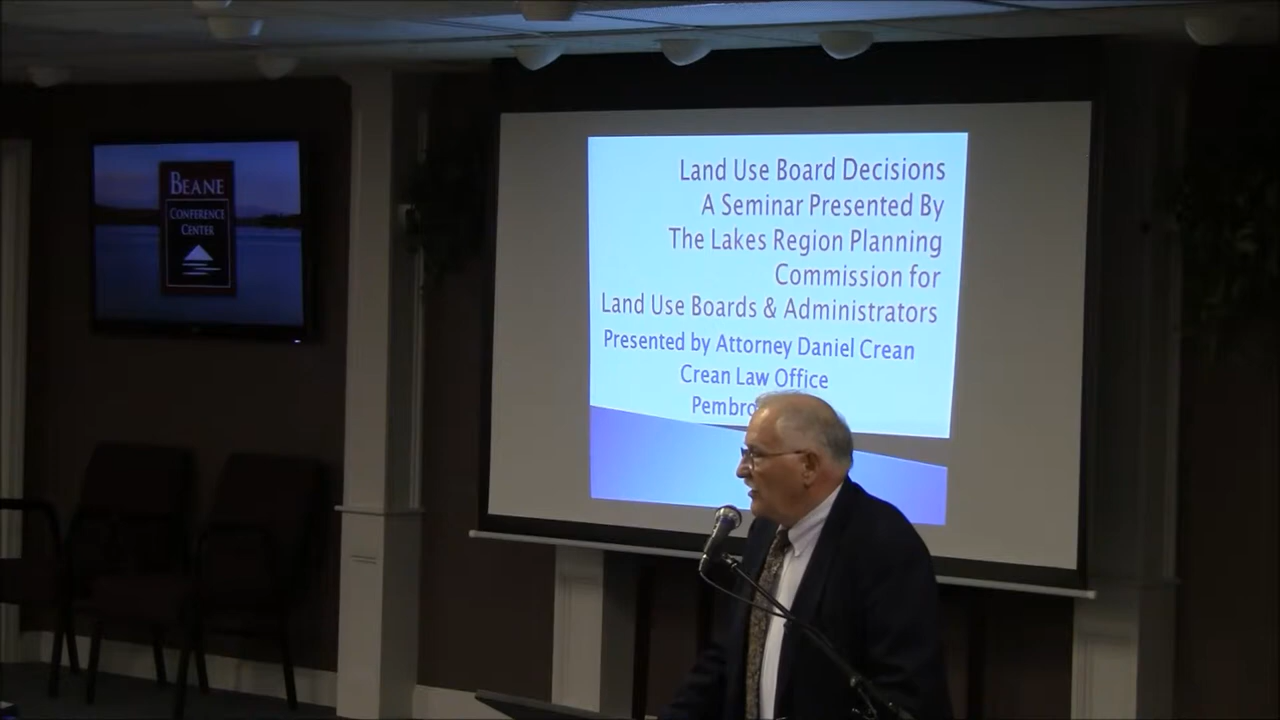 BEANE
CONFERENCE
CENTER
Land Use Board Decisions
A Seminar Presented By
The Lakes Region Planning
Commission for
Land Use Boards & Administrators
Presented by Attorney Daniel Crean
Crean Law Office